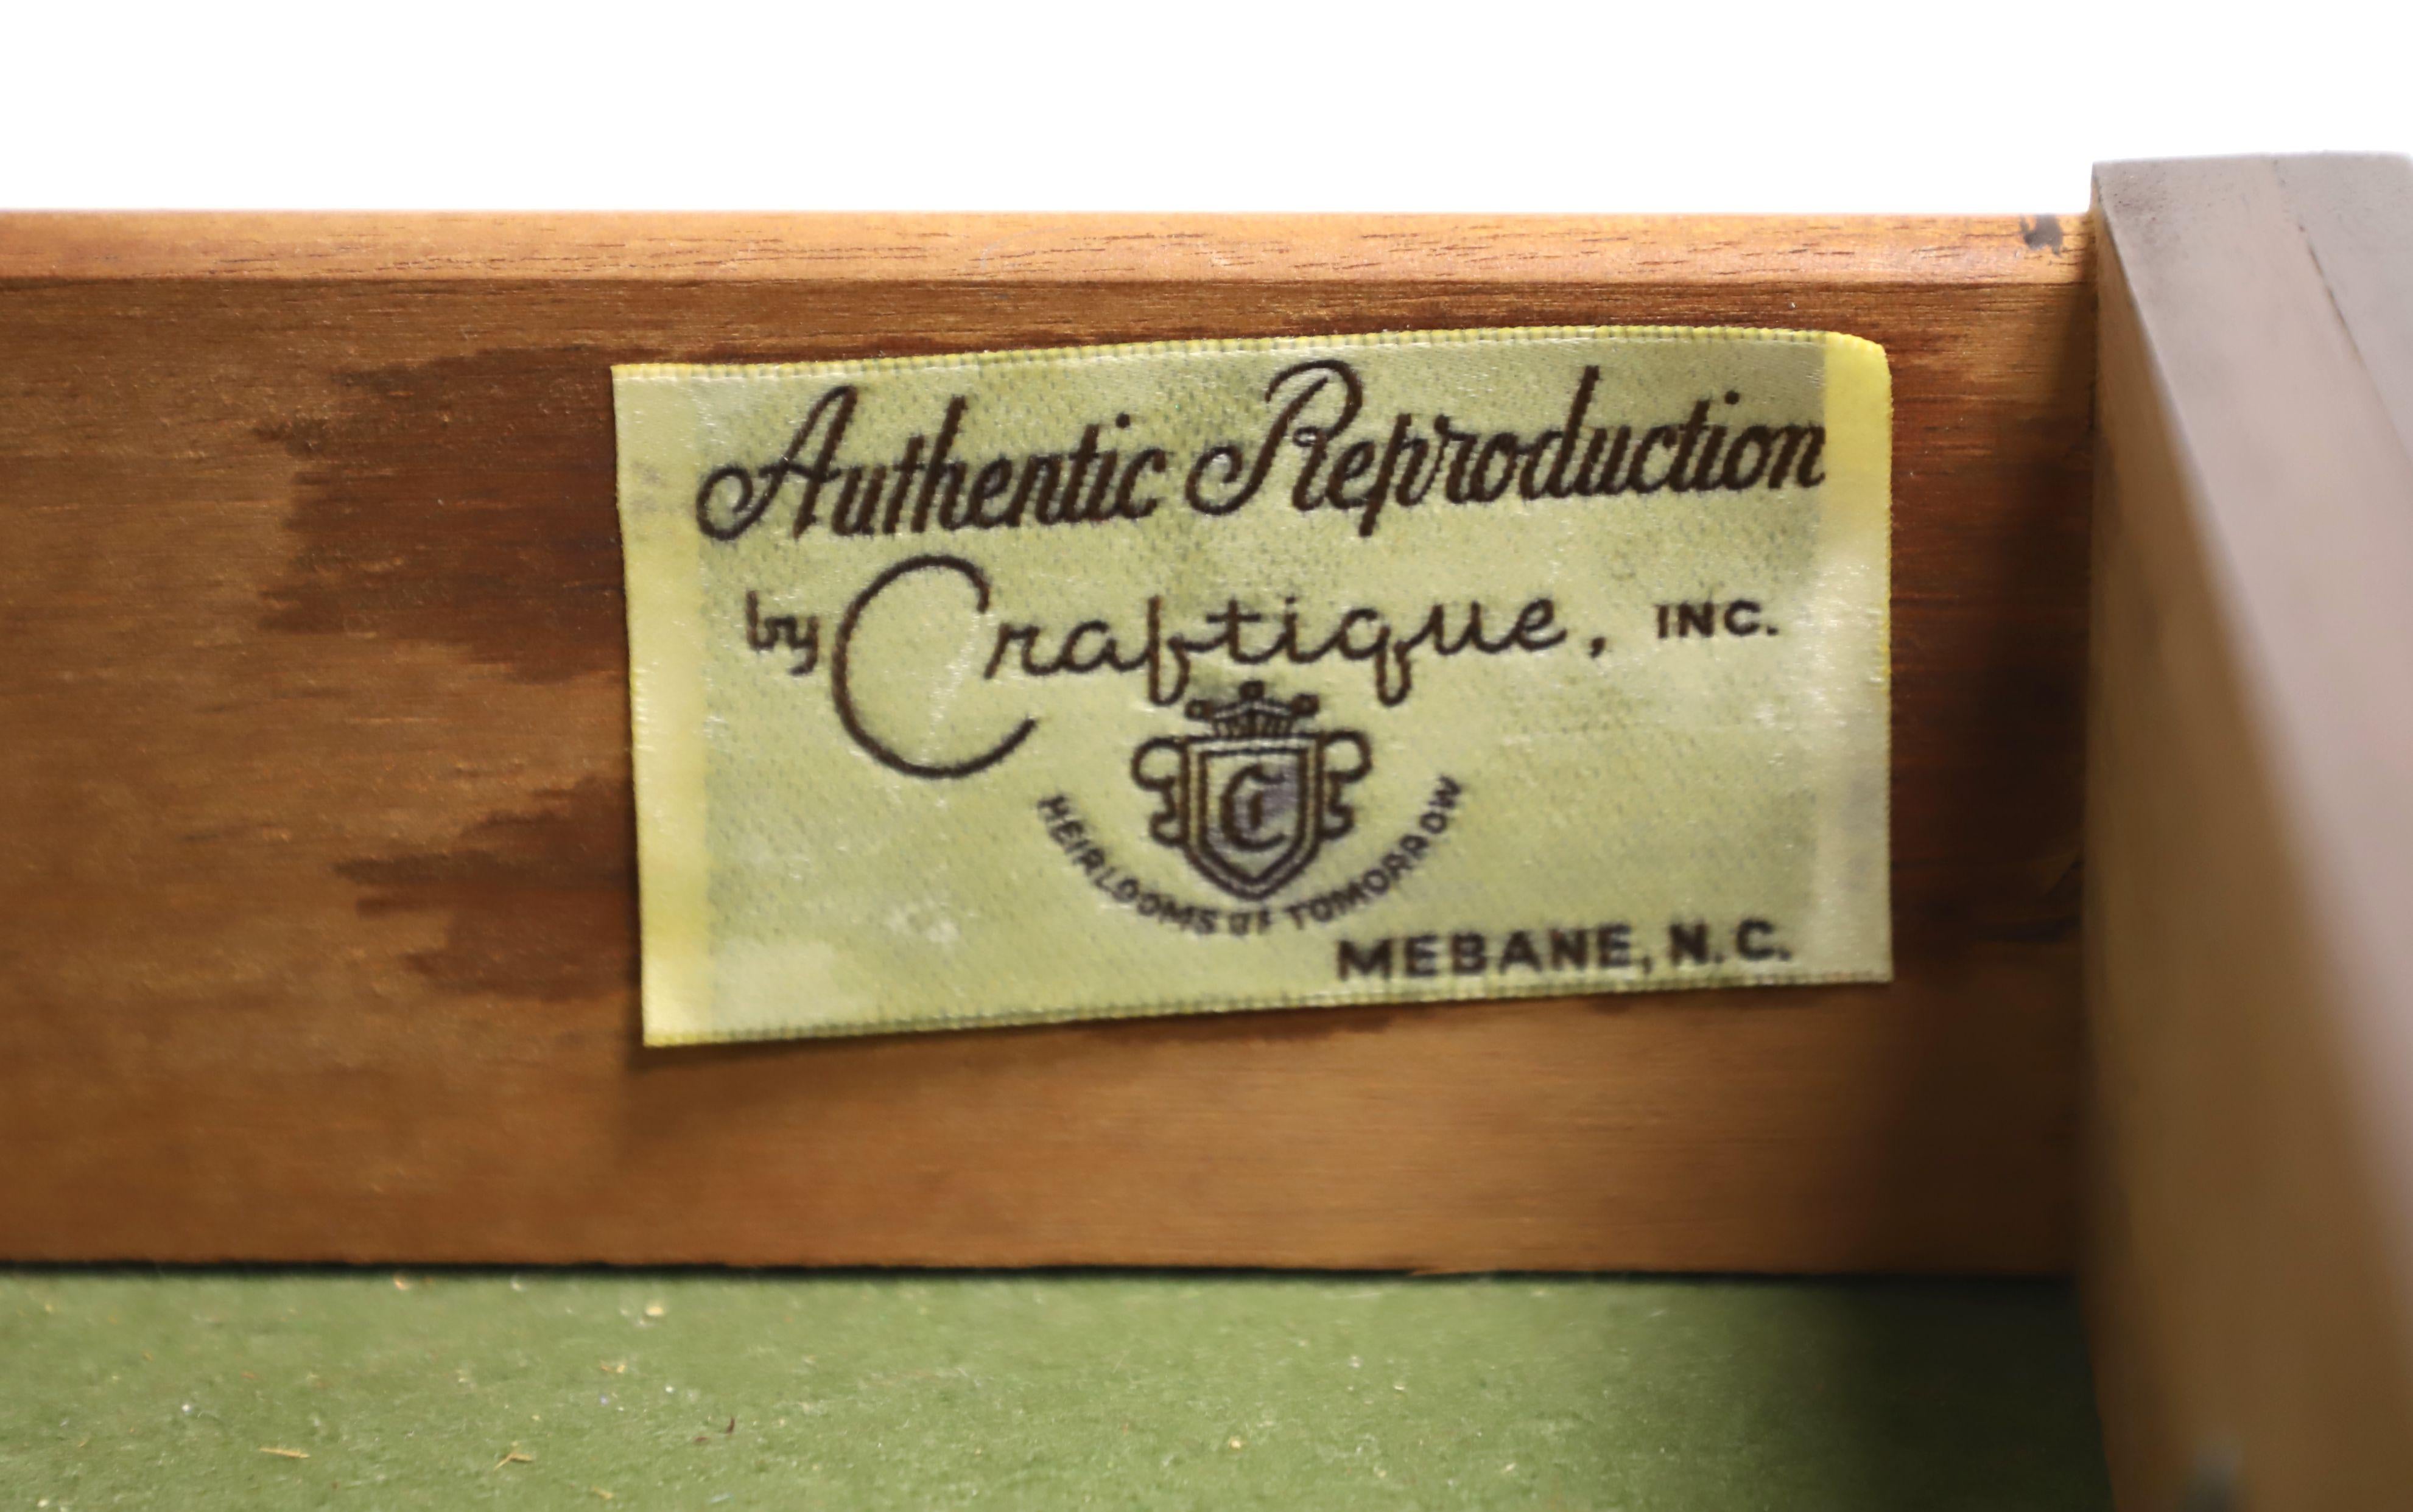 Authentic Reproduction
by Craftique, INC.
C
HEIRLOOMS OF TOMORROW
MEBANE, N.C.